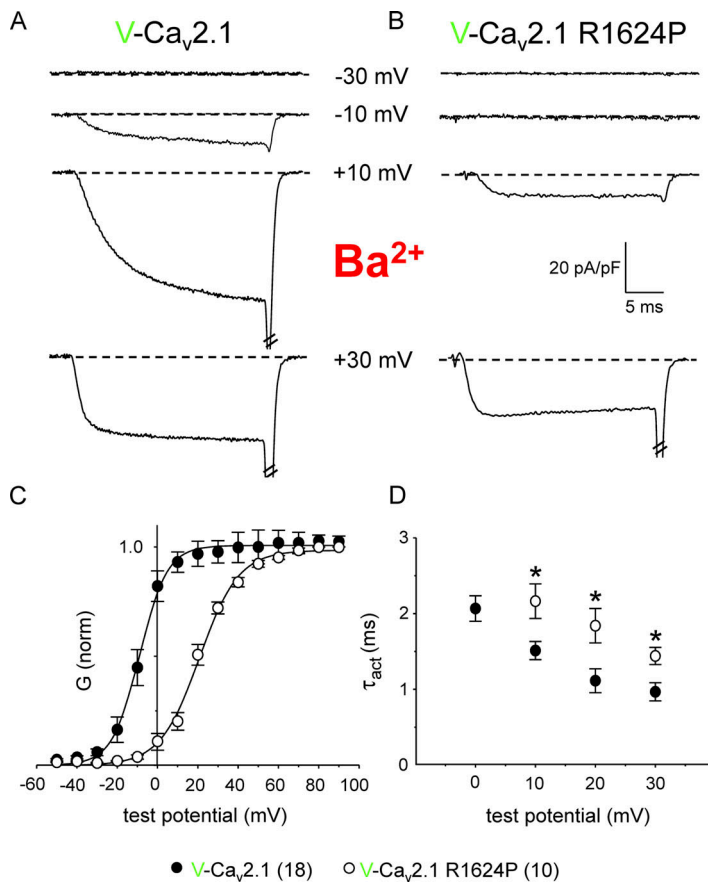 A
V-Cav2.1
B
V-Cav2.1 R1624P
-30 mV
-10 mV
+10 mV
Ba2+
20 pA/pF
5 ms
+30 mV
C
1.0
G (norm)
-60 -40 -20 0 20 40 60 80 100
test potential (mV)
D
3
2
1
0
τact (ms)
0 10 20 30
test potential (mV)
* * *
V-Cav2.1 (18)
V-Cav2.1 R1624P (10)